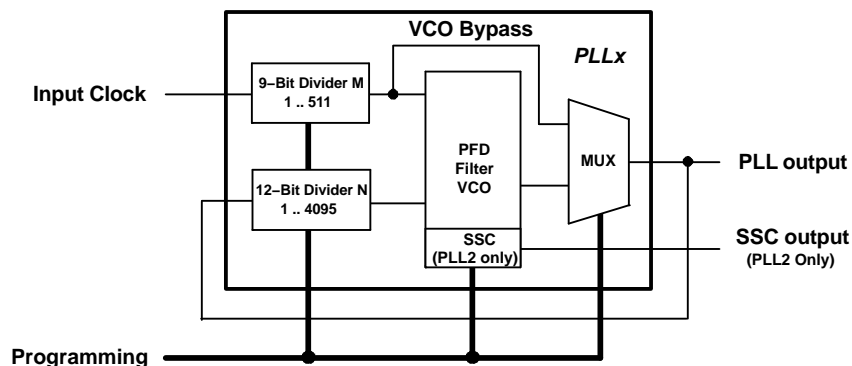 VCO Bypass
PLLx
9–Bit Divider M
1 .. 511
Input Clock
PFD
Filter
VCO
MUX
PLL output
12–Bit Divider N
1 .. 4095
SSC
(PLL2 only)
SSC output
(PLL2 Only)
Programming